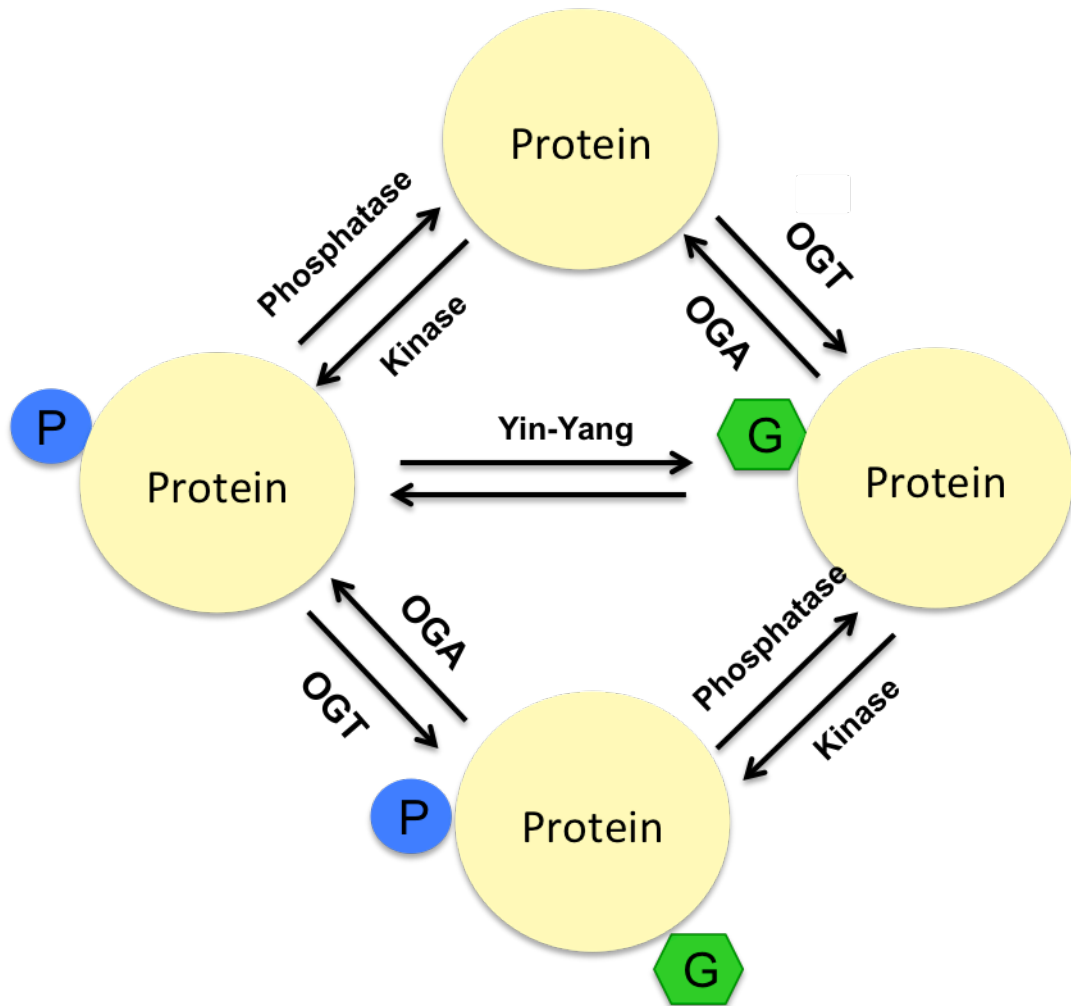 Protein
Phosphatase
Kinase
OGT
OGA
P
Protein
Yin-Yang
G
Protein
OGA
OGT
Phosphatase
Kinase
P
Protein
G